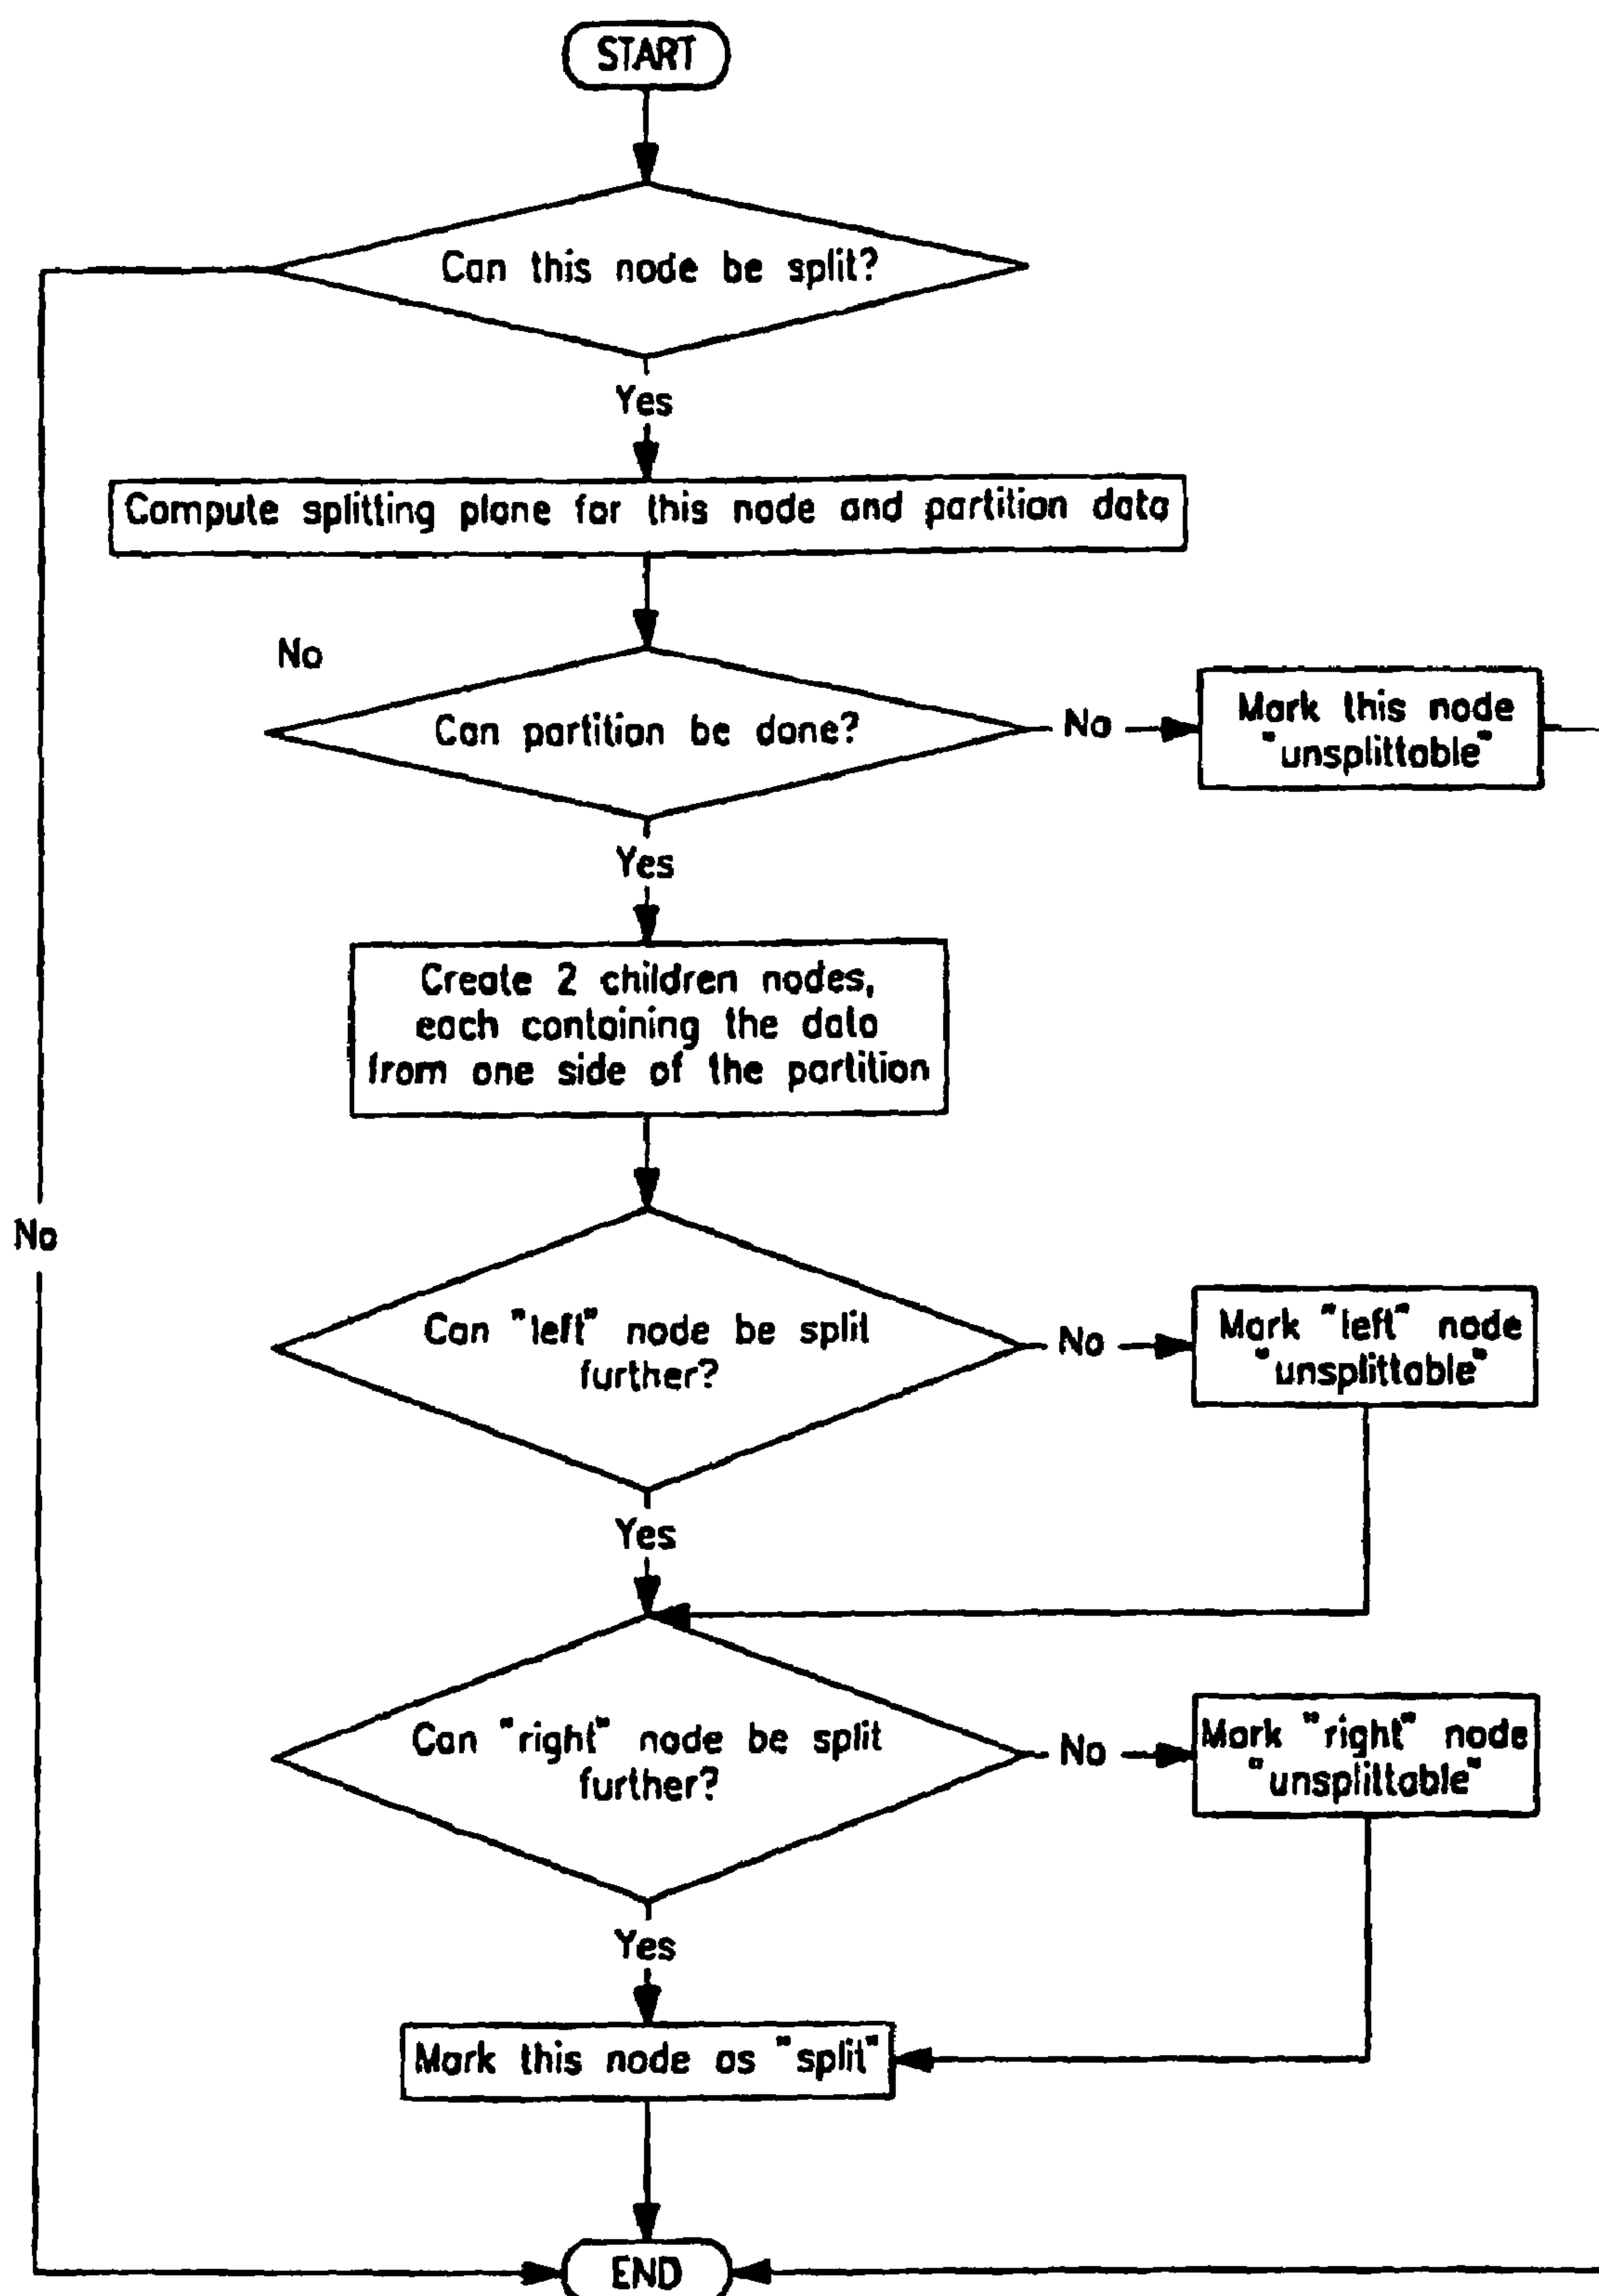 START
Can this node be split?
Yes
Compute splitting plane for this node and partition data
No
Can partition be done?
No
Mark this node
"unsplittable"
Yes
Create 2 children nodes,
each containing the data
from one side of the partition
No
Can "left" node be split
further?
No
Mark "left" node
"unsplittable"
Yes
Can "right" node be split
further?
No
Mark "right" node
"unsplittable"
Yes
Mark this node as "split"
END